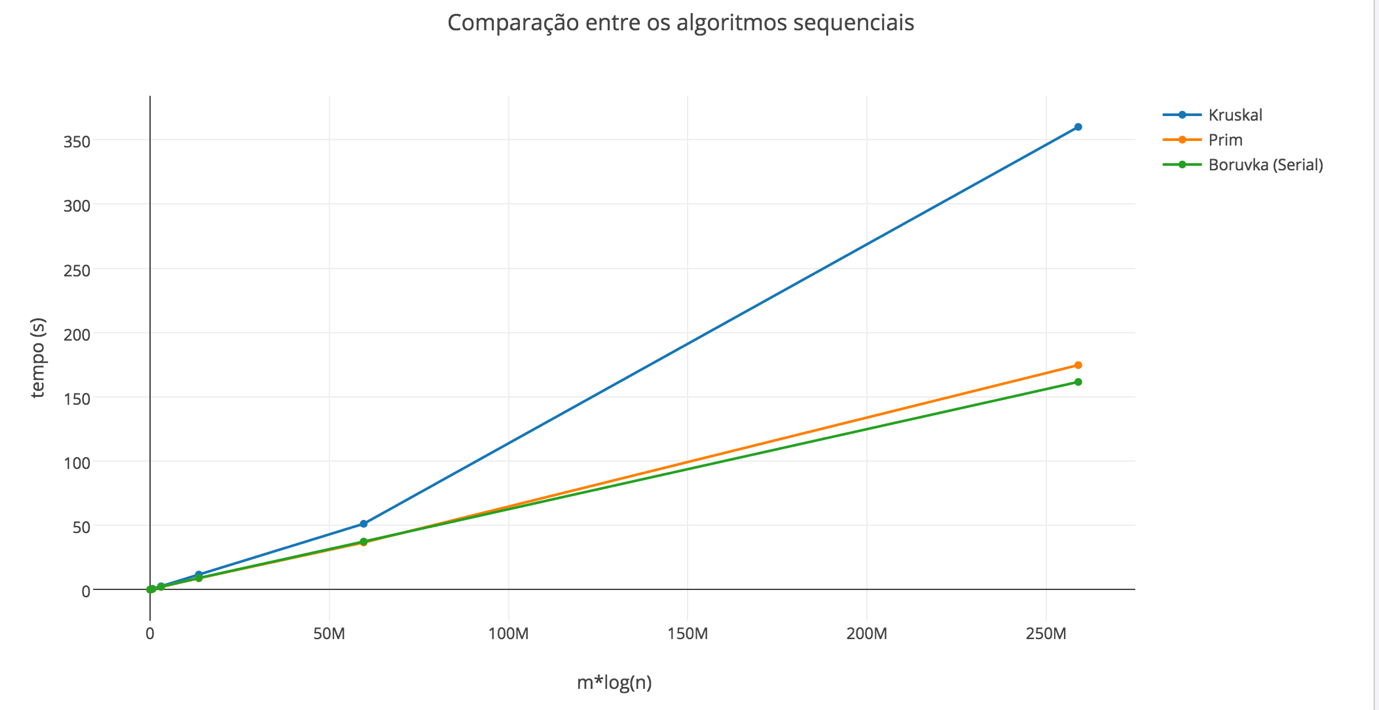 Comparação entre os algoritmos sequenciais
Kruskal
Prim
Boruvka (Serial)
350
300
250
200
150
100
50
0
tempo (s)
0
50M
100M
150M
200M
250M
m*log(n)